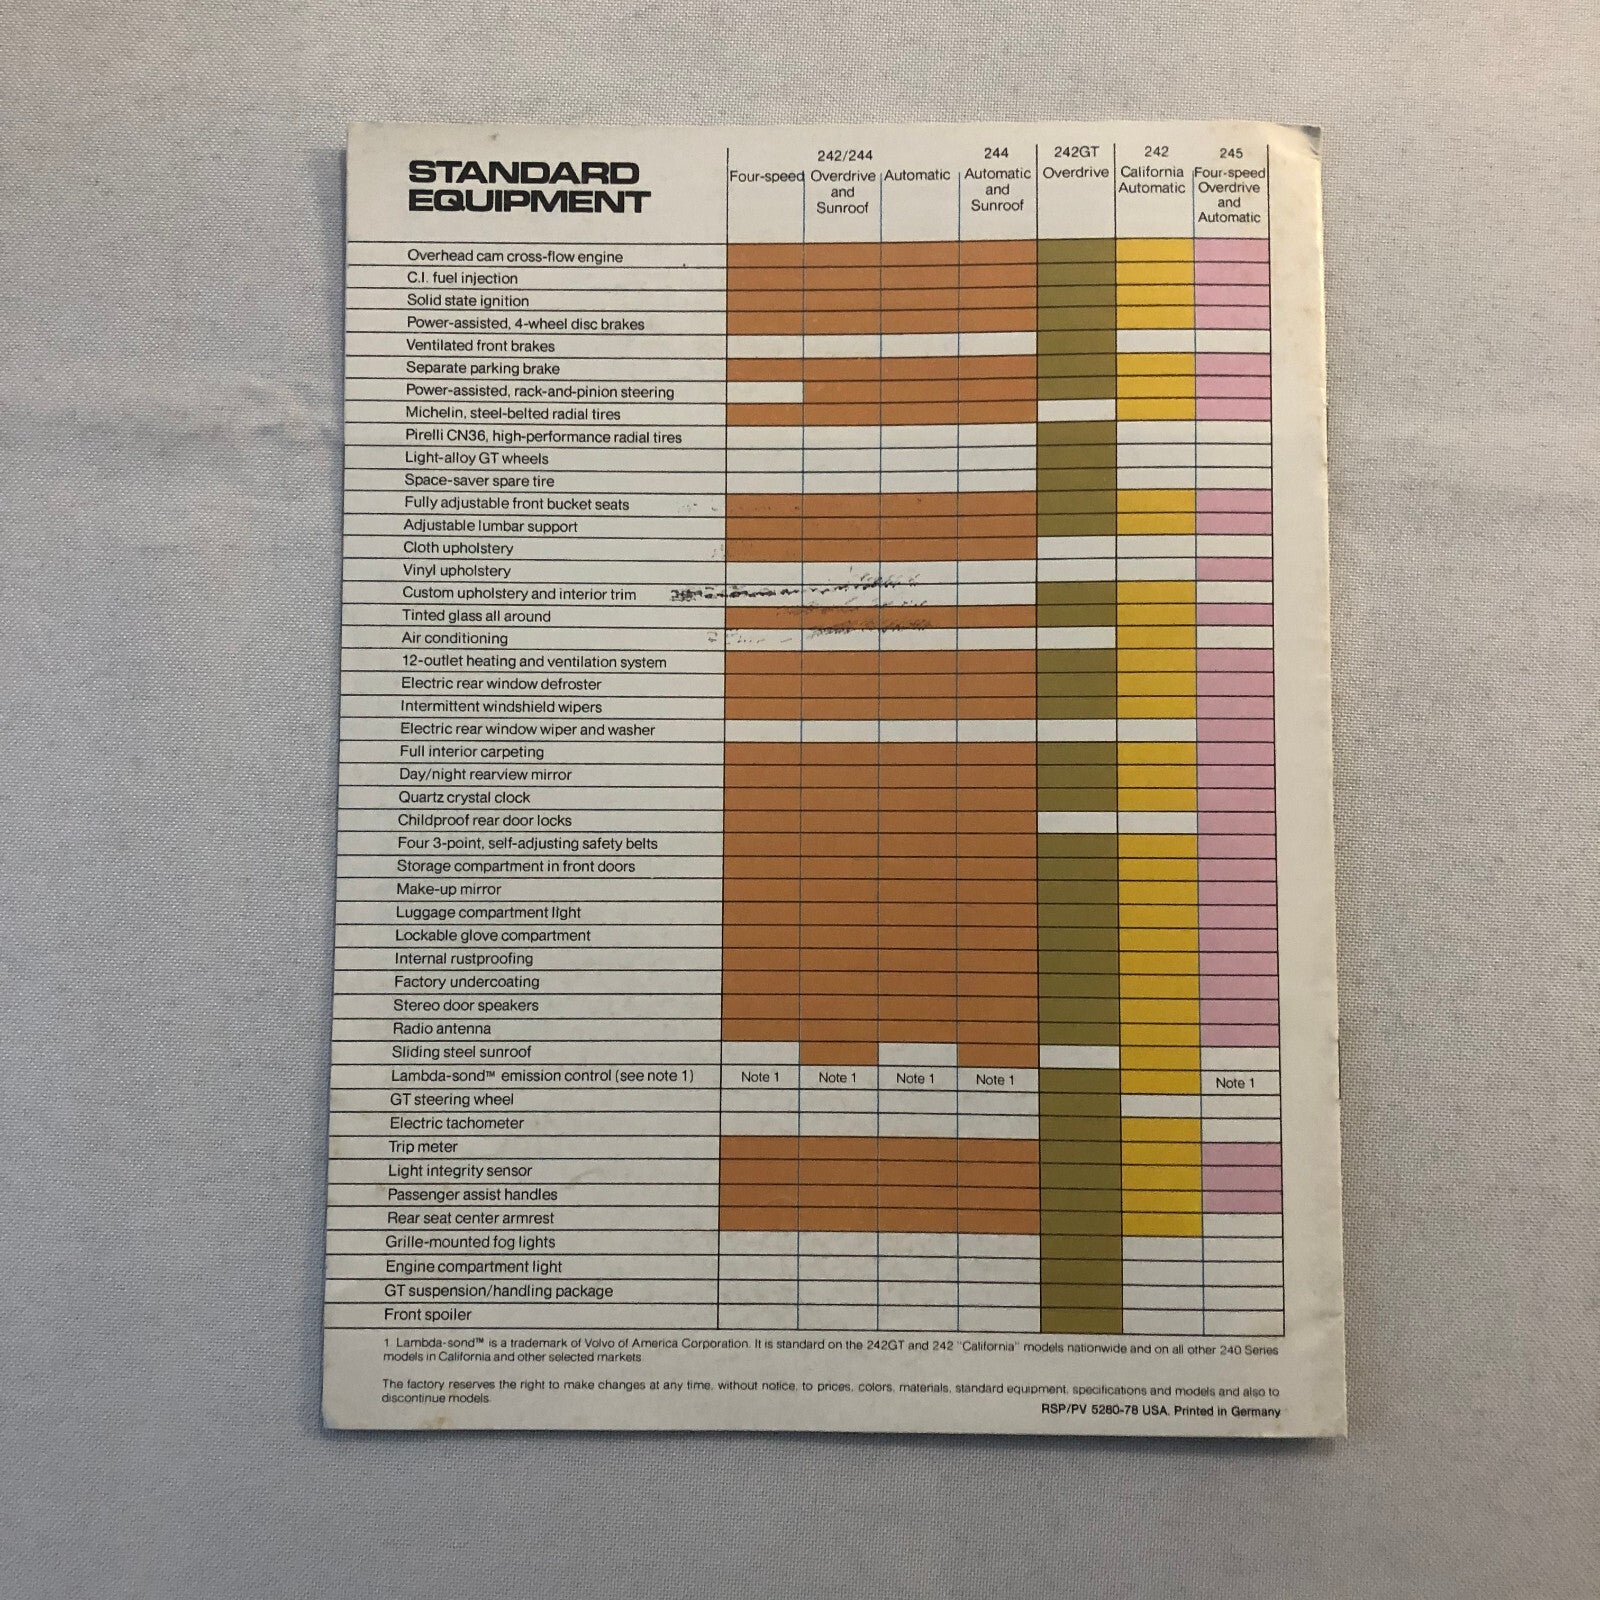 STANDARD
EQUIPMENT
242/244
244
242GT
242
245
Four-speed
Overdrive
and
Sunroof
Automatic
Automatic
and
Sunroof
Overdrive
California
Automatic
Four-speed
Overdrive
and
Automatic
Overhead cam cross-flow engine
C.I. fuel injection
Solid state ignition
Power-assisted, 4-wheel disc brakes
Ventilated front brakes
Separate parking brake
Power-assisted, rack-and-pinion steering
Michelin, steel-belted radial tires
Pirelli CN36, high-performance radial tires
Light-alloy GT wheels
Space-saver spare tire
Fully adjustable front bucket seats
Adjustable lumbar support
Cloth upholstery
Vinyl upholstery
Custom upholstery and interior trim
Tinted glass all around
Air conditioning
12-outlet heating and ventilation system
Electric rear window defroster
Intermittent windshield wipers
Electric rear window wiper and washer
Full interior carpeting
Day/night rearview mirror
Quartz crystal clock
Childproof rear door locks
Four 3-point, self-adjusting safety belts
Storage compartment in front doors
Make-up mirror
Luggage compartment light
Lockable glove compartment
Internal rustproofing
Factory undercoating
Stereo door speakers
Radio antenna
Sliding steel sunroof
Lambda-sond™ emission control (see note 1) Note 1 Note 1 Note 1 Note 1 Note 1
GT steering wheel
Electric tachometer
Trip meter
Light integrity sensor
Passenger assist handles
Rear seat center armrest
Grille-mounted fog lights
Engine compartment light
GT suspension/handling package
Front spoiler
1 Lambda-sond™ is a trademark of Volvo of America Corporation. It is standard on the 242GT and 242 "California" models nationwide and on all other 240 Series
models in California and other selected markets.
The factory reserves the right to make changes at any time, without notice, to prices, colors, materials, standard equipment, specifications and models and also to
discontinue models.
RSP/PV 5280-78 USA. Printed in Germany